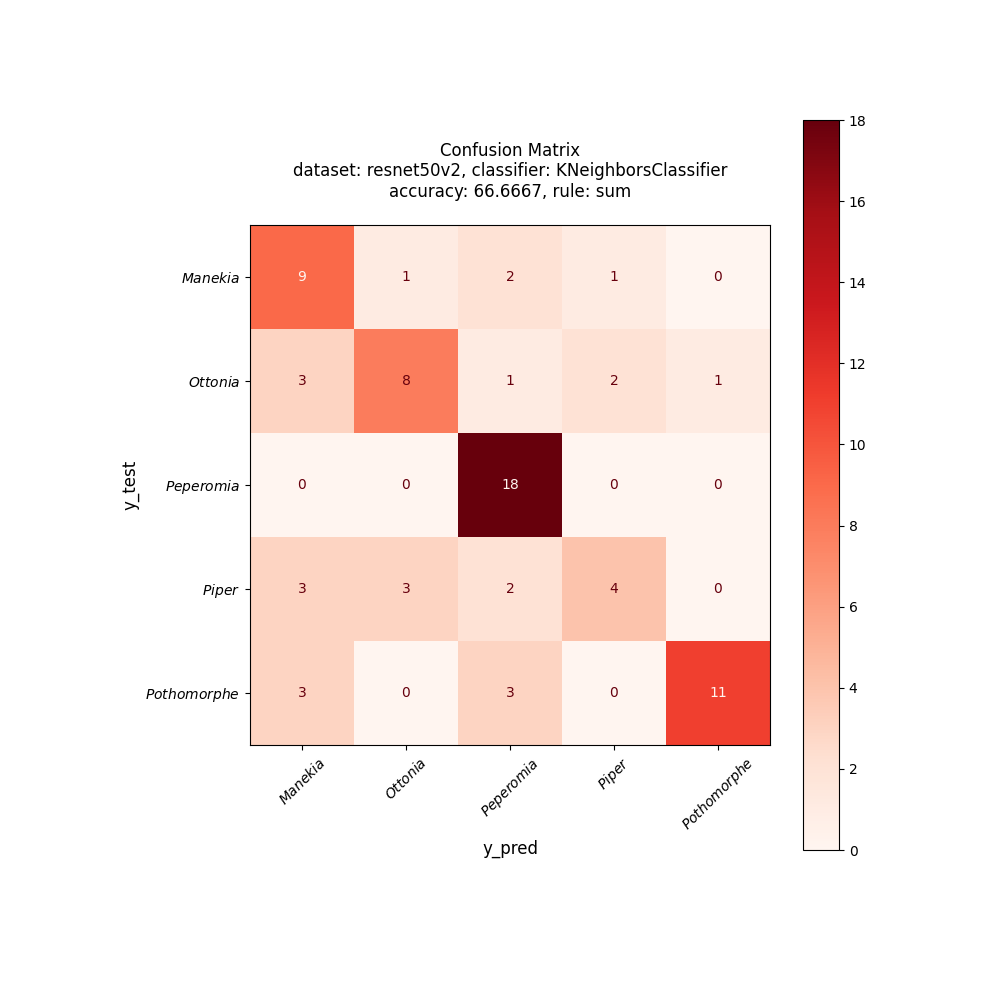 Confusion Matrix
dataset: resnet50v2, classifier: KNeighborsClassifier
accuracy: 66.6667, rule: sum
18
16
14
12
10
8
6
4
2
0
y_test
Manekia 9 1 2 1 0
Ottonia 3 8 1 2 1
Peperomia 0 0 18 0 0
Piper 3 3 2 4 0
Pothomorphe 3 0 3 0 11
Manekia Ottonia Peperomia Piper Pothomorphe
y_pred